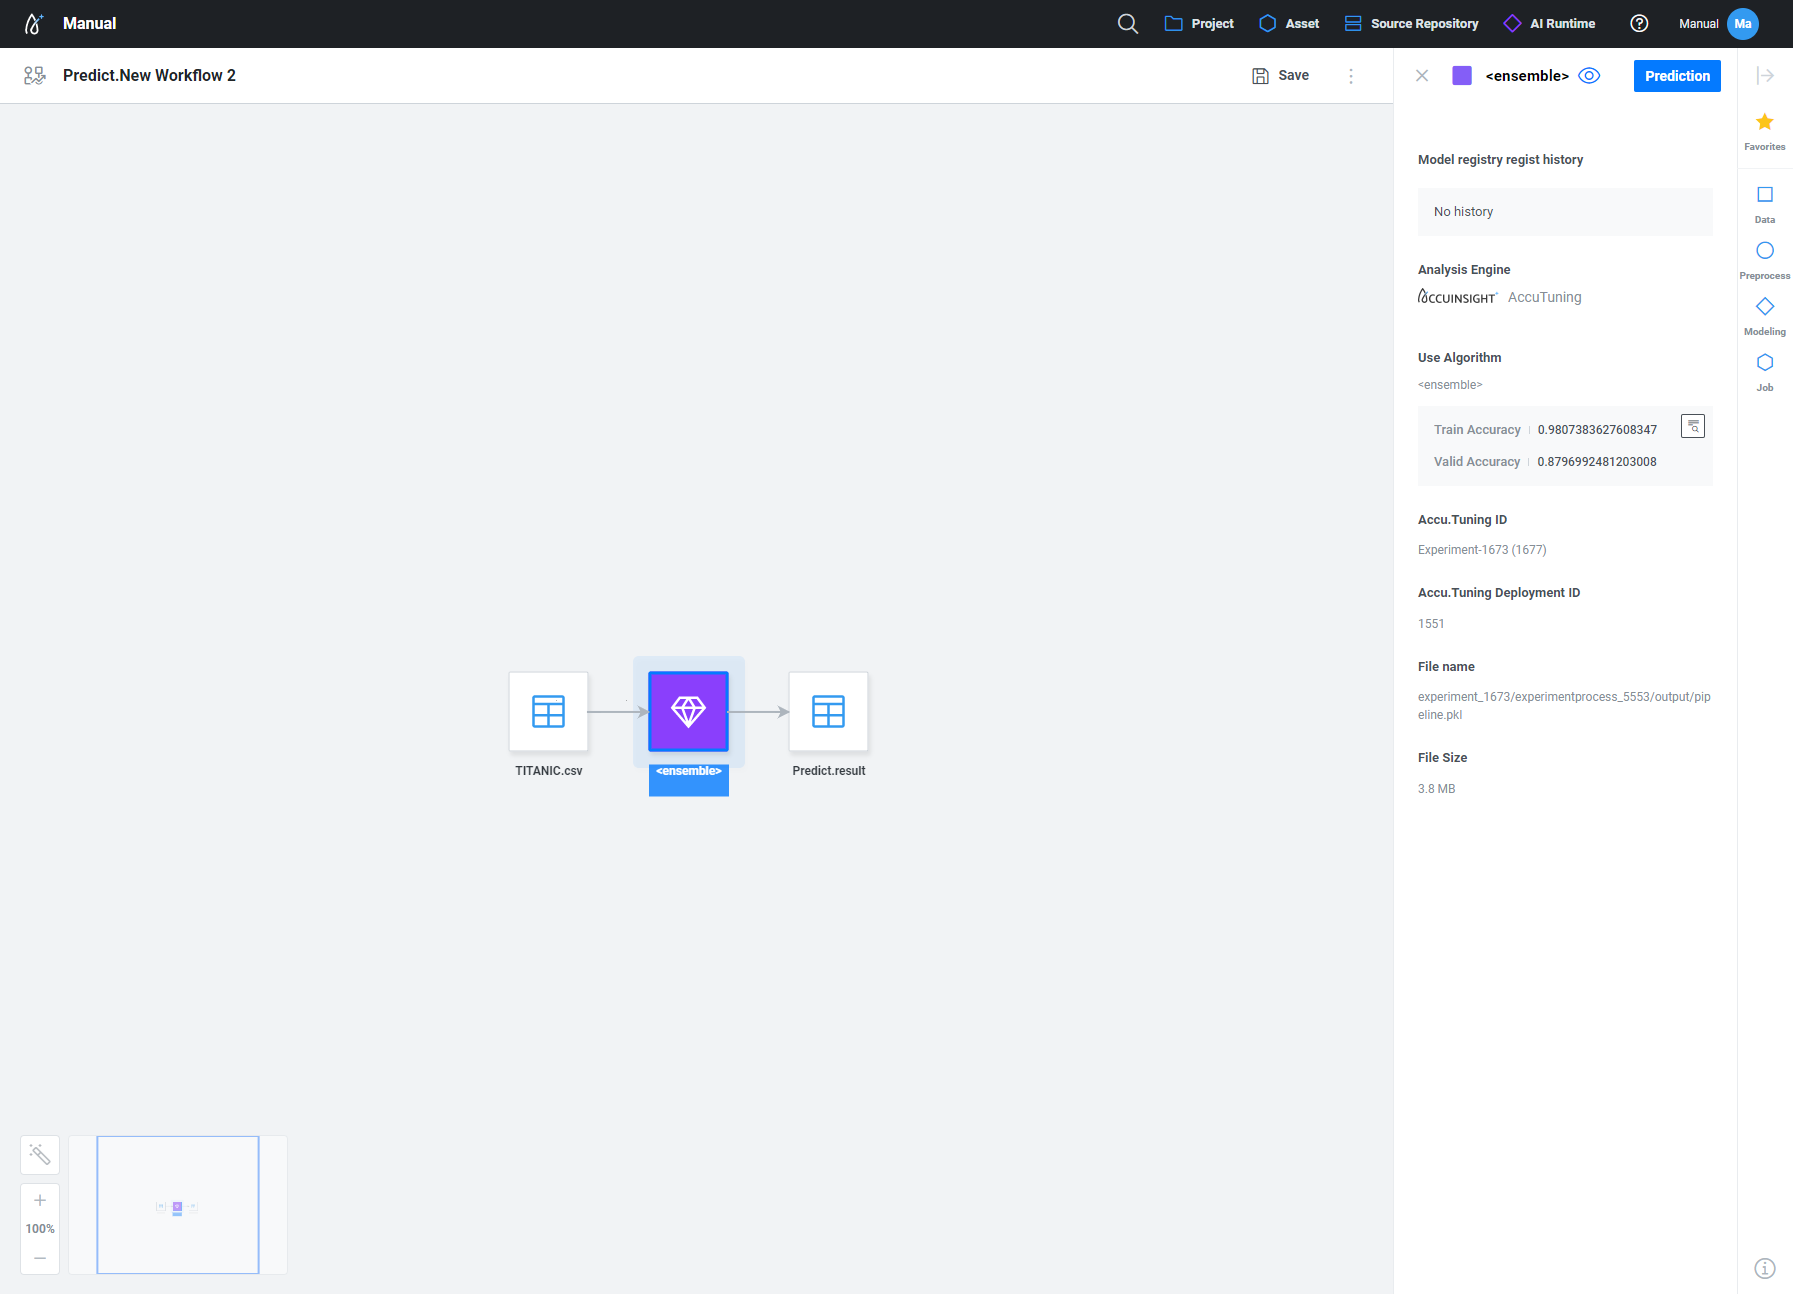 Manual
Project
Asset
Source Repository
AI Runtime
Manual
Ma
Predict.New Workflow 2
Save
<ensemble>
Prediction
Favorites
Data
Preprocess
Modeling
Job
Model registry regist history
No history
Analysis Engine
ACCUINSIGHT+ AccuTuning
Use Algorithm
<ensemble>
Train Accuracy 0.9807383627608347
Valid Accuracy 0.8796992481203008
Accu.Tuning ID
Experiment-1673 (1677)
Accu.Tuning Deployment ID
1551
File name
experiment_1673/experimentprocess_5553/output/pip
eline.pkl
File Size
3.8 MB
TITANIC.csv
<ensemble>
Predict.result
100%